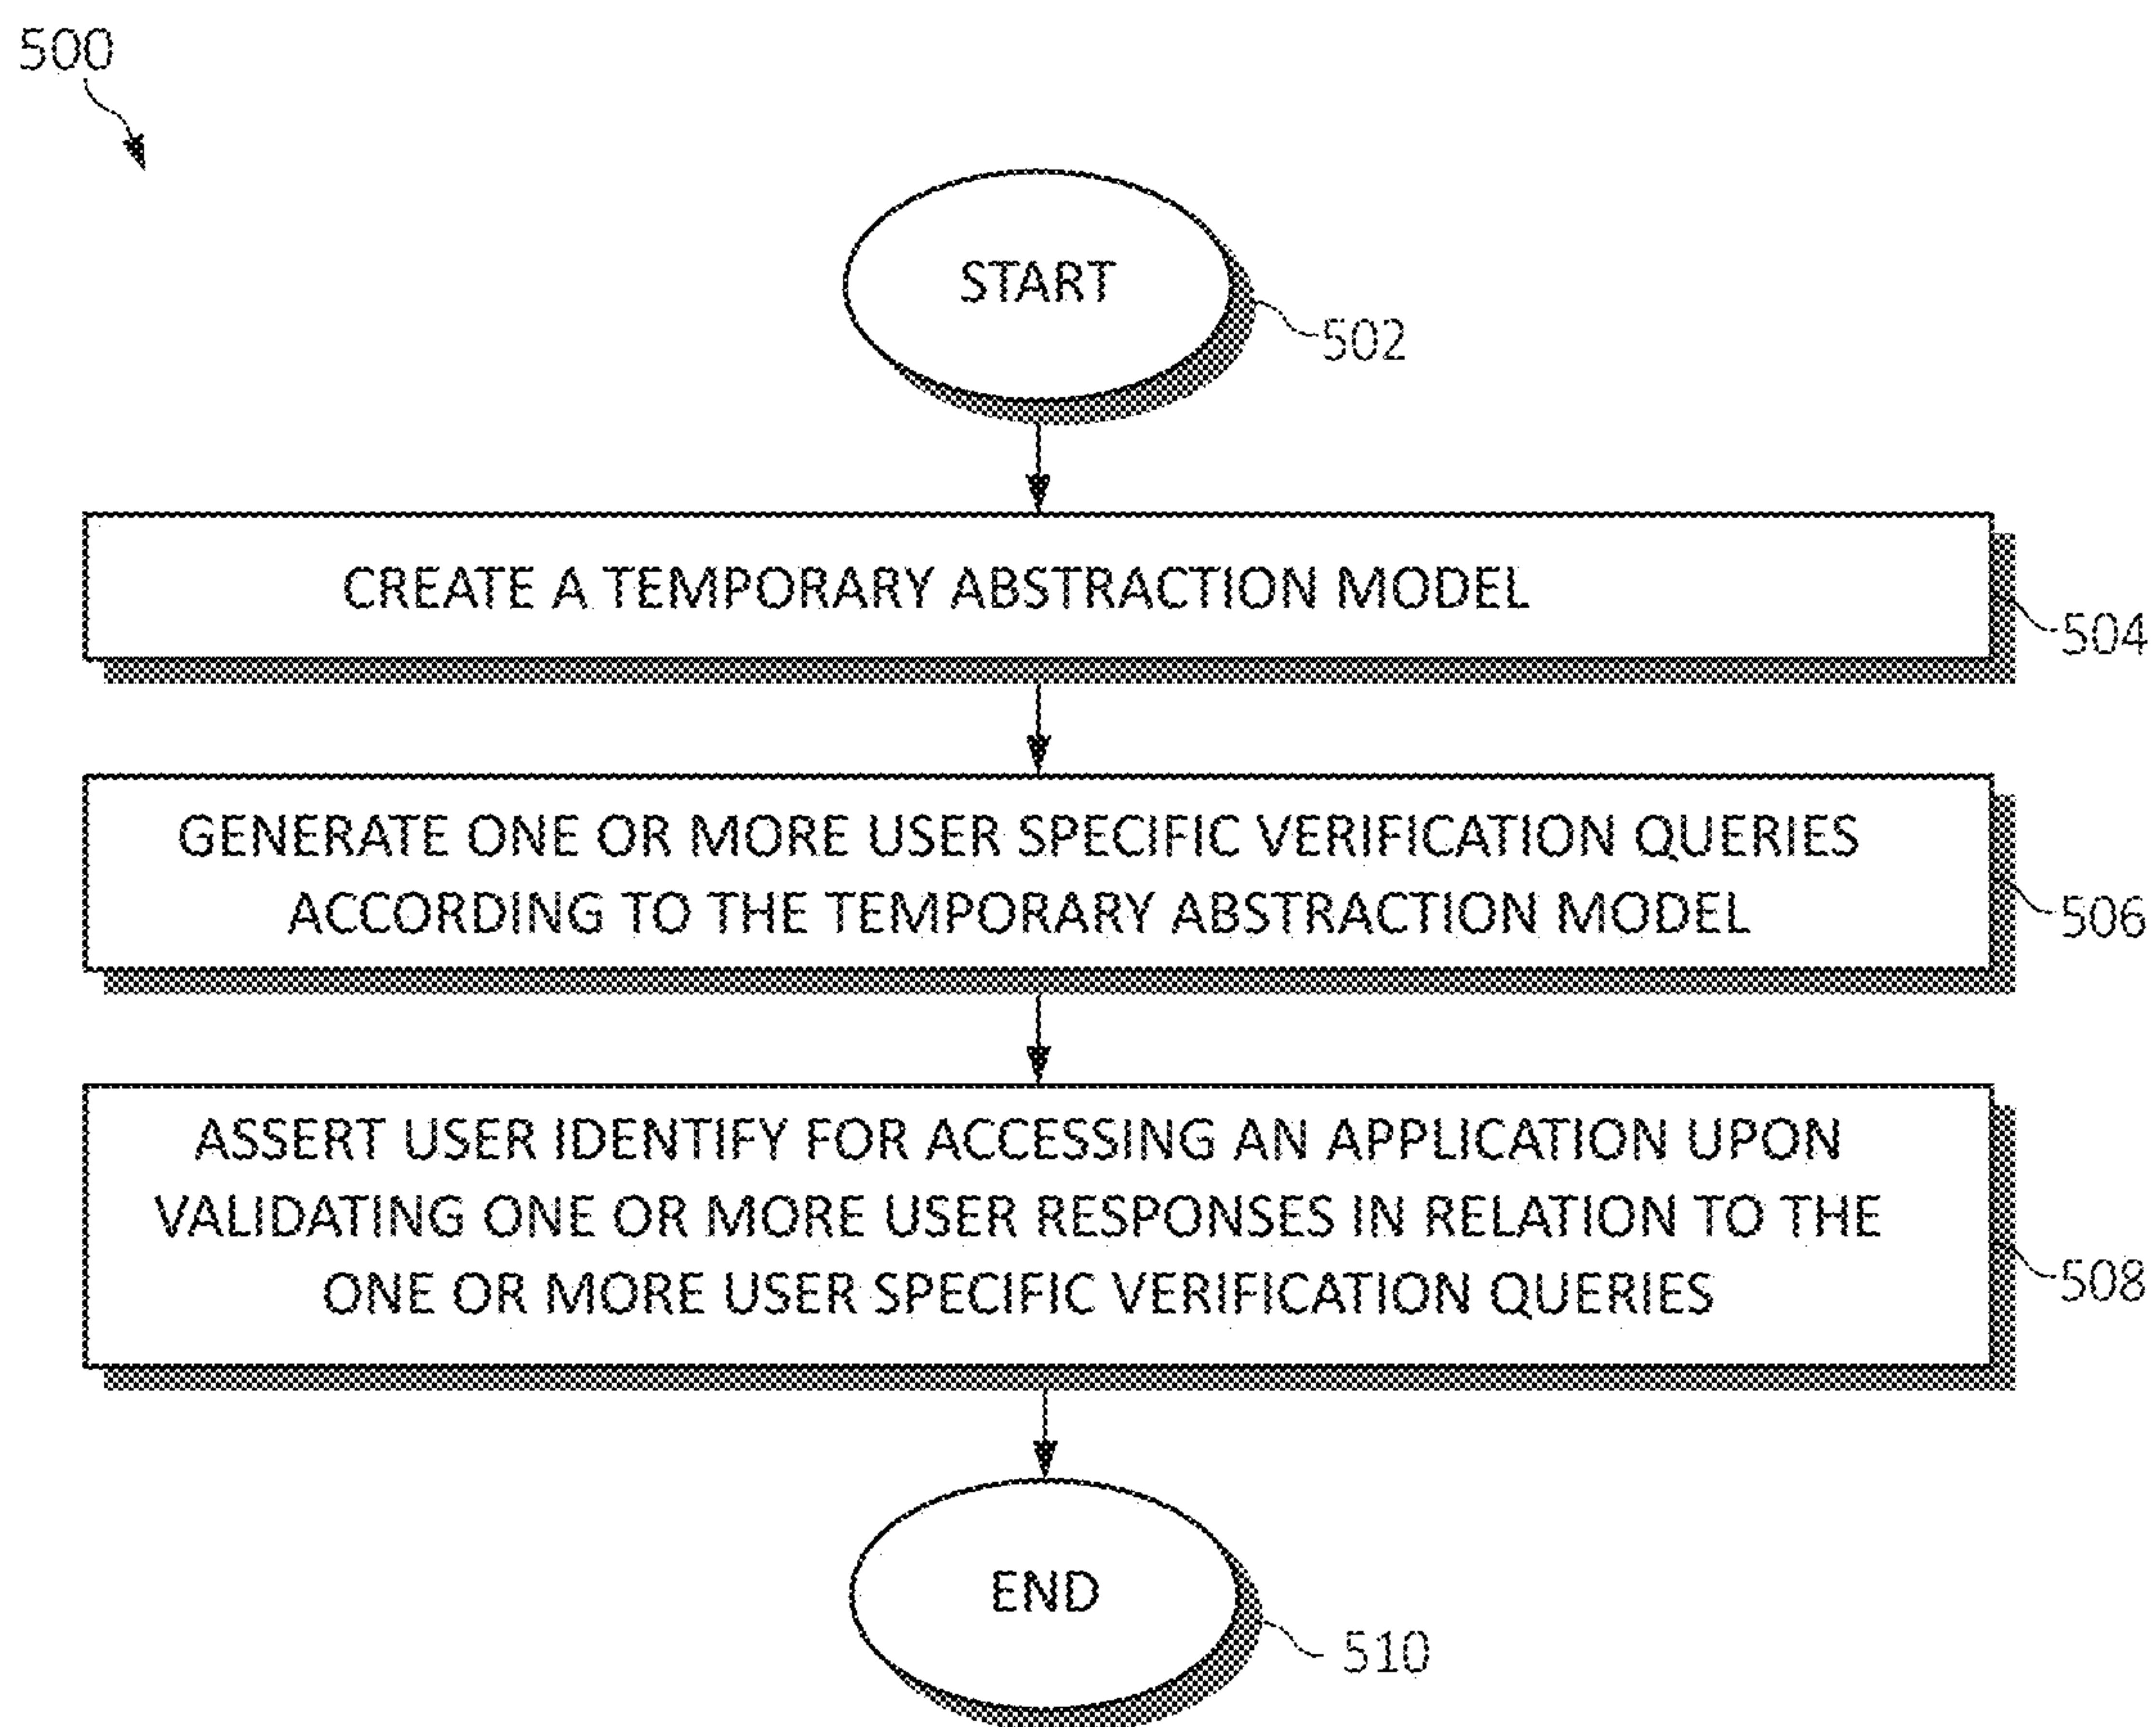 500
START
502
CREATE A TEMPORARY ABSTRACTION MODEL
504
GENERATE ONE OR MORE USER SPECIFIC VERIFICATION QUERIES
ACCORDING TO THE TEMPORARY ABSTRACTION MODEL
506
ASSERT USER IDENTIFY FOR ACCESSING AN APPLICATION UPON
VALIDATING ONE OR MORE USER RESPONSES IN RELATION TO THE
ONE OR MORE USER SPECIFIC VERIFICATION QUERIES
508
END
510